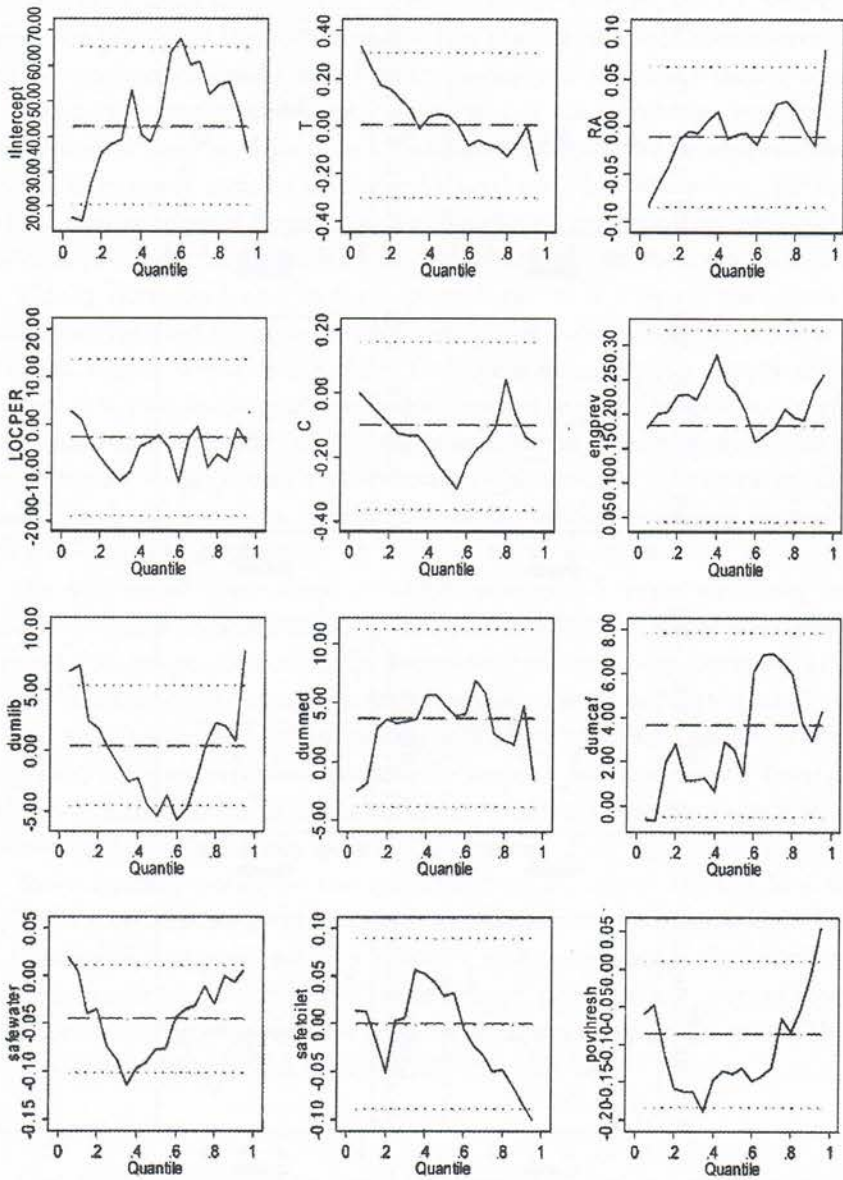 IIntercept
20.00 30.00 40.00 50.00 60.00 70.00
0 .2 .4 .6 .8 1
Quantile
T
-0.40 -0.20 0.00 0.20 0.40
0 .2 .4 .6 .8 1
Quantile
RA
-0.10 -0.05 0.00 0.05 0.10
0 .2 .4 .6 .8 1
Quantile
LOCPER
-20.00 -10.00 0.00 10.00 20.00
0 .2 .4 .6 .8 1
Quantile
C
-0.40 -0.20 0.00 0.20
0 .2 .4 .6 .8 1
Quantile
engprev
0.05 0.10 0.15 0.20 0.25 0.30
0 .2 .4 .6 .8 1
Quantile
dumlib
-5.00 0.00 5.00 10.00
0 .2 .4 .6 .8 1
Quantile
dummed
-5.00 0.00 5.00 10.00
0 .2 .4 .6 .8 1
Quantile
dumcaf
0.00 2.00 4.00 6.00 8.00
0 .2 .4 .6 .8 1
Quantile
safewater
-0.15 -0.10 -0.05 0.00 0.05
0 .2 .4 .6 .8 1
Quantile
safetoilet
-0.10 -0.05 0.00 0.05 0.10
0 .2 .4 .6 .8 1
Quantile
povthresh
-0.20 -0.15 -0.10 -0.05 0.00 0.05
0 .2 .4 .6 .8 1
Quantile